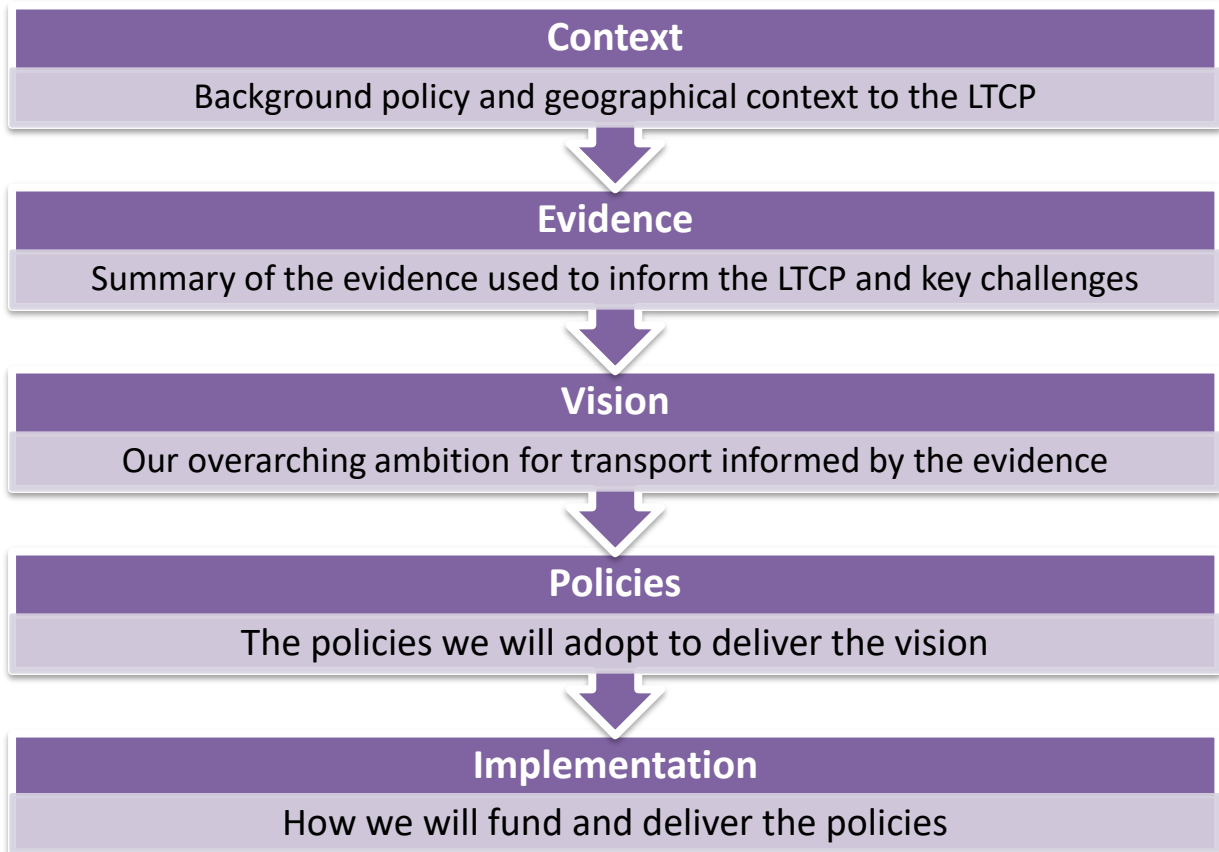 Context
Background policy and geographical context to the LTCP
Evidence
Summary of the evidence used to inform the LTCP and key challenges
Vision
Our overarching ambition for transport informed by the evidence
Policies
The policies we will adopt to deliver the vision
Implementation
How we will fund and deliver the policies